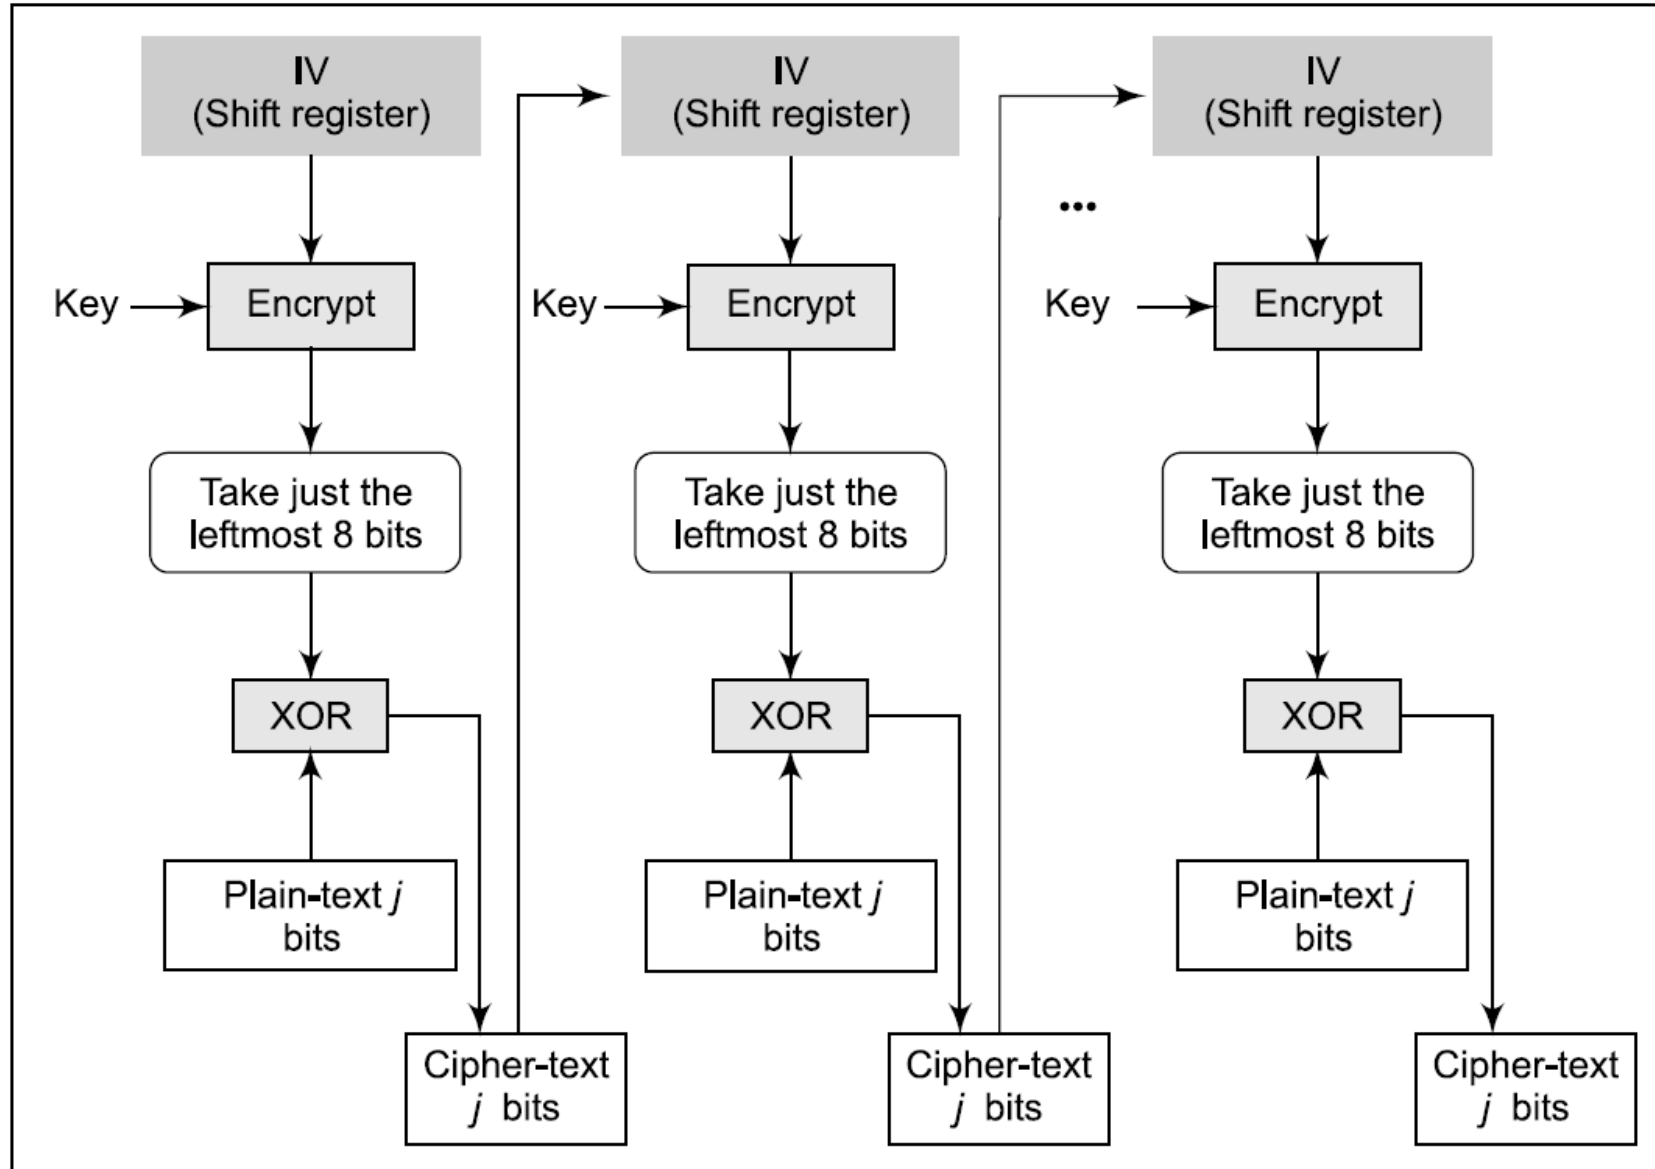 IV
(Shift register)
IV
(Shift register)
IV
(Shift register)
...
Key
Encrypt
Key
Encrypt
Key
Encrypt
Take just the
leftmost 8 bits
Take just the
leftmost 8 bits
Take just the
leftmost 8 bits
XOR
XOR
XOR
Plain-text j
bits
Plain-text j
bits
Plain-text j
bits
Cipher-text
j bits
Cipher-text
j bits
Cipher-text
j bits